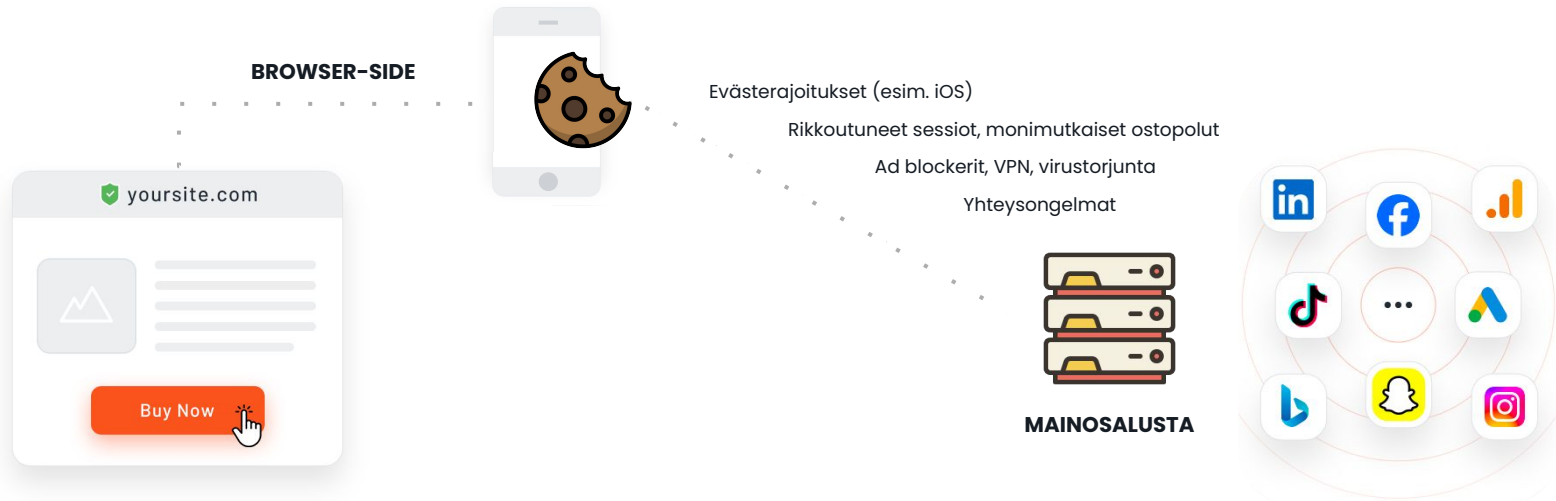 BROWSER-SIDE
Evästerajoitukset (esim. iOS)
Rikkoutuneet sessiot, monimutkaiset ostopolut
Ad blockerit, VPN, virustorjunta
Yhteysongelmat
yoursite.com
Buy Now
MAINOSALUSTA
in